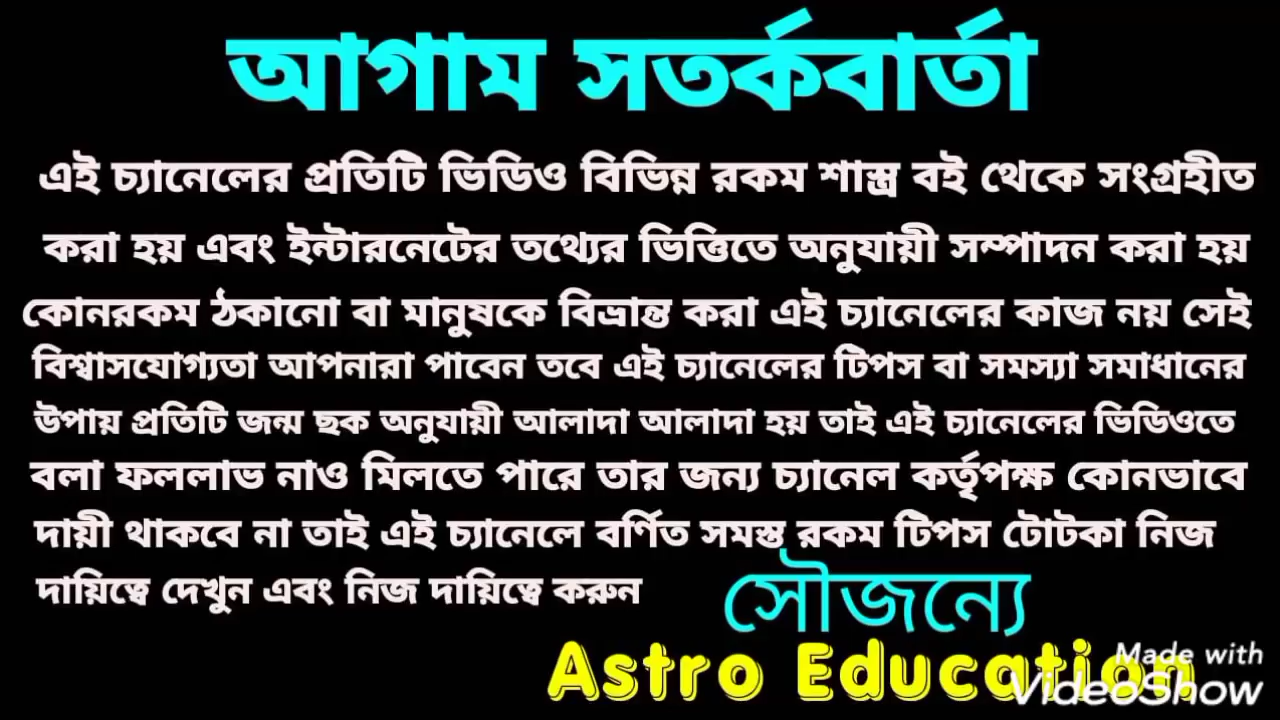 আগাম সতর্কবার্তা
এই চ্যানেলের প্রতিটি ভিডিও বিভিন্ন রকম শাস্ত্র বই থেকে সংগ্রহীত
করা হয় এবং ইন্টারনেটের তথ্যের ভিত্তিতে অনুযায়ী সম্পাদন করা হয়
কোনরকম ঠকানো বা মানুষকে বিভ্রান্ত করা এই চ্যানেলের কাজ নয় সেই
বিশ্বাসযোগ্যতা আপনারা পাবেন তবে এই চ্যানেলের টিপস বা সমস্যা সমাধানের
উপায় প্রতিটি জন্ম ছক অনুযায়ী আলাদা আলাদা হয় তাই এই চ্যানেলের ভিডিওতে
বলা ফললাভ নাও মিলতে পারে তার জন্য চ্যানেল কর্তৃপক্ষ কোনভাবে
দায়ী থাকবে না তাই এই চ্যানেলে বর্ণিত সমস্ত রকম টিপস টোটকা নিজ
দায়িত্বে দেখুন এবং নিজ দায়িত্বে করুন
সৌজন্যে
Astro Education
Made with
VideoShow